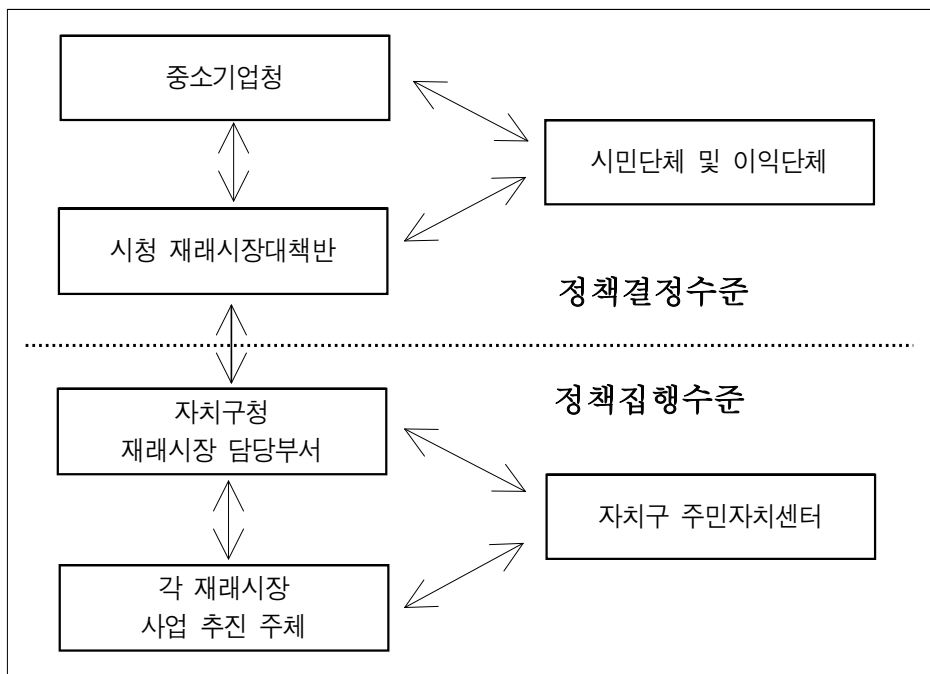 중소기업청
시민단체 및 이익단체
시청 재래시장대책반
정책결정수준
정책집행수준
자치구청
재래시장 담당부서
자치구 주민자치센터
각 재래시장
사업 추진 주체